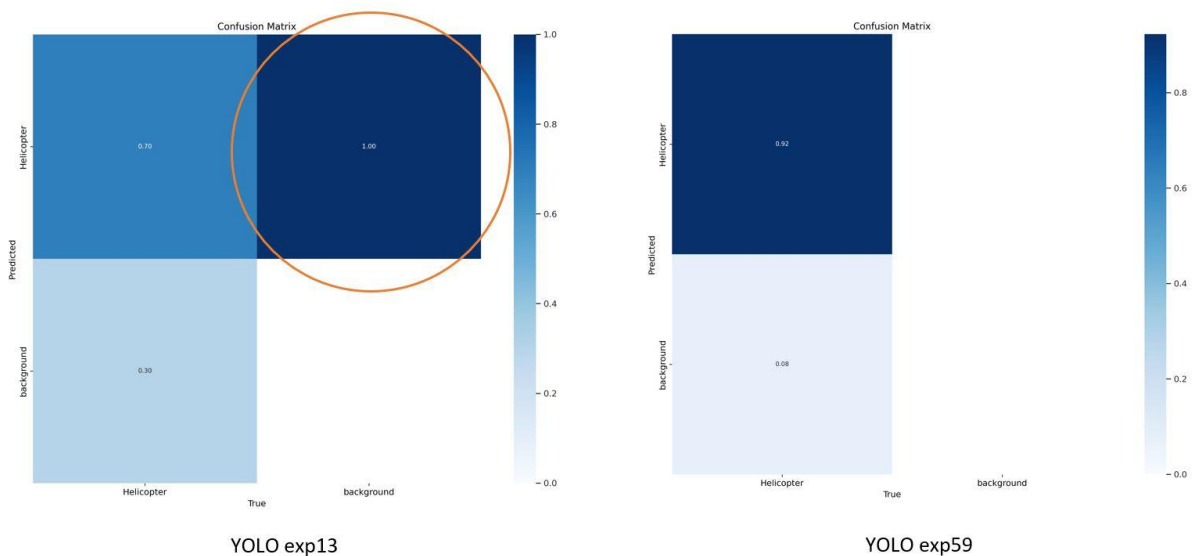 Confusion Matrix
Helicopter
background
Predicted
0.70
1.00
0.30
Helicopter
background
True
1.0
0.8
0.6
0.4
0.2
0.0
YOLO exp13
Confusion Matrix
Helicopter
background
Predicted
0.92
0.08
Helicopter
background
True
0.8
0.6
0.4
0.2
0.0
YOLO exp59